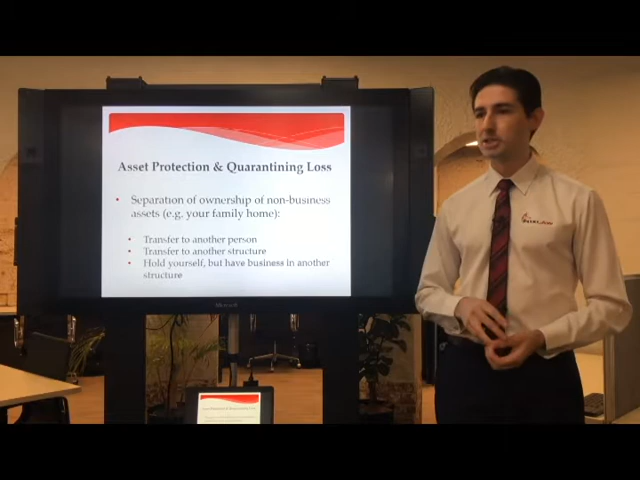 Asset Protection & Quarantining Loss
• Separation of ownership of non-business
assets (e.g. your family home):
• Transfer to another person
• Transfer to another structure
• Hold yourself, but have business in another
structure